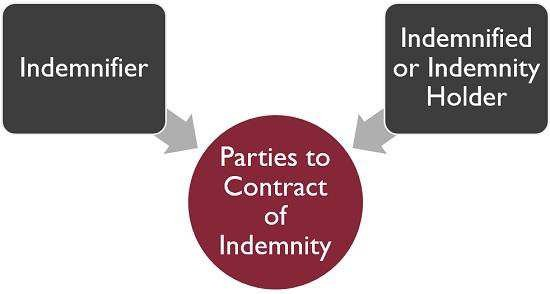 Indemnifier
Indemnified
or Indemnity
Holder
Parties to
Contract
of
Indemnity